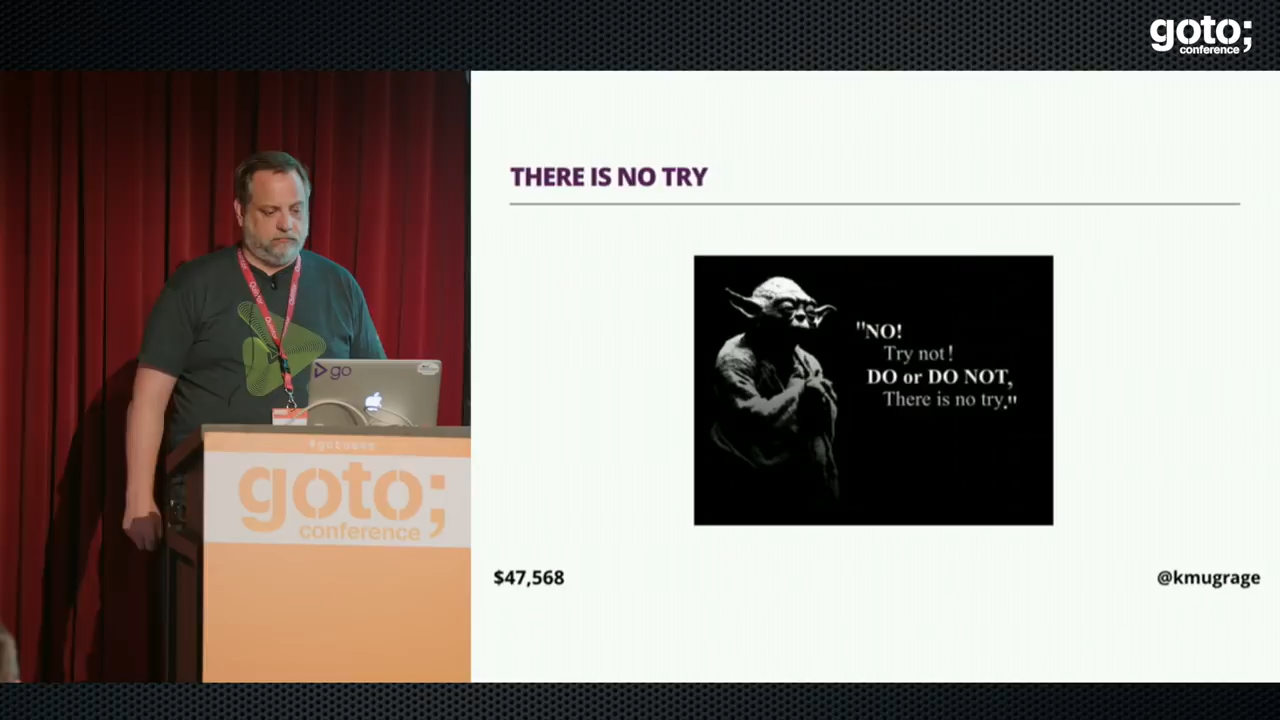 goto;
conference
THERE IS NO TRY
"NO!
Try not!
DO or DO NOT,
There is no try."
$47,568
@kmugrage
go
goto;
conference